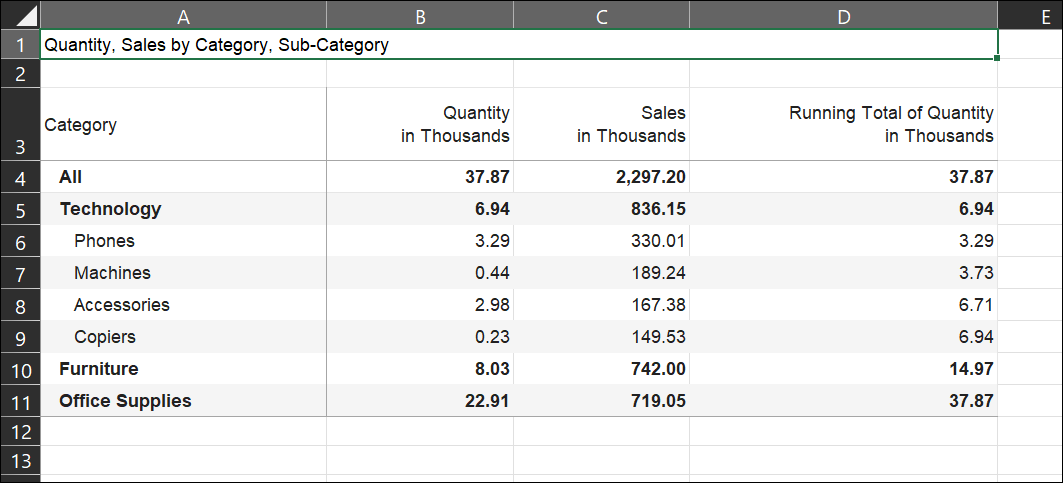 A B C D E
1 Quantity, Sales by Category, Sub-Category
2
3 Category Quantity in Thousands Sales in Thousands Running Total of Quantity in Thousands
4 All 37.87 2,297.20 37.87
5 Technology 6.94 836.15 6.94
6 Phones 3.29 330.01 3.29
7 Machines 0.44 189.24 3.73
8 Accessories 2.98 167.38 6.71
9 Copiers 0.23 149.53 6.94
10 Furniture 8.03 742.00 14.97
11 Office Supplies 22.91 719.05 37.87
12
13